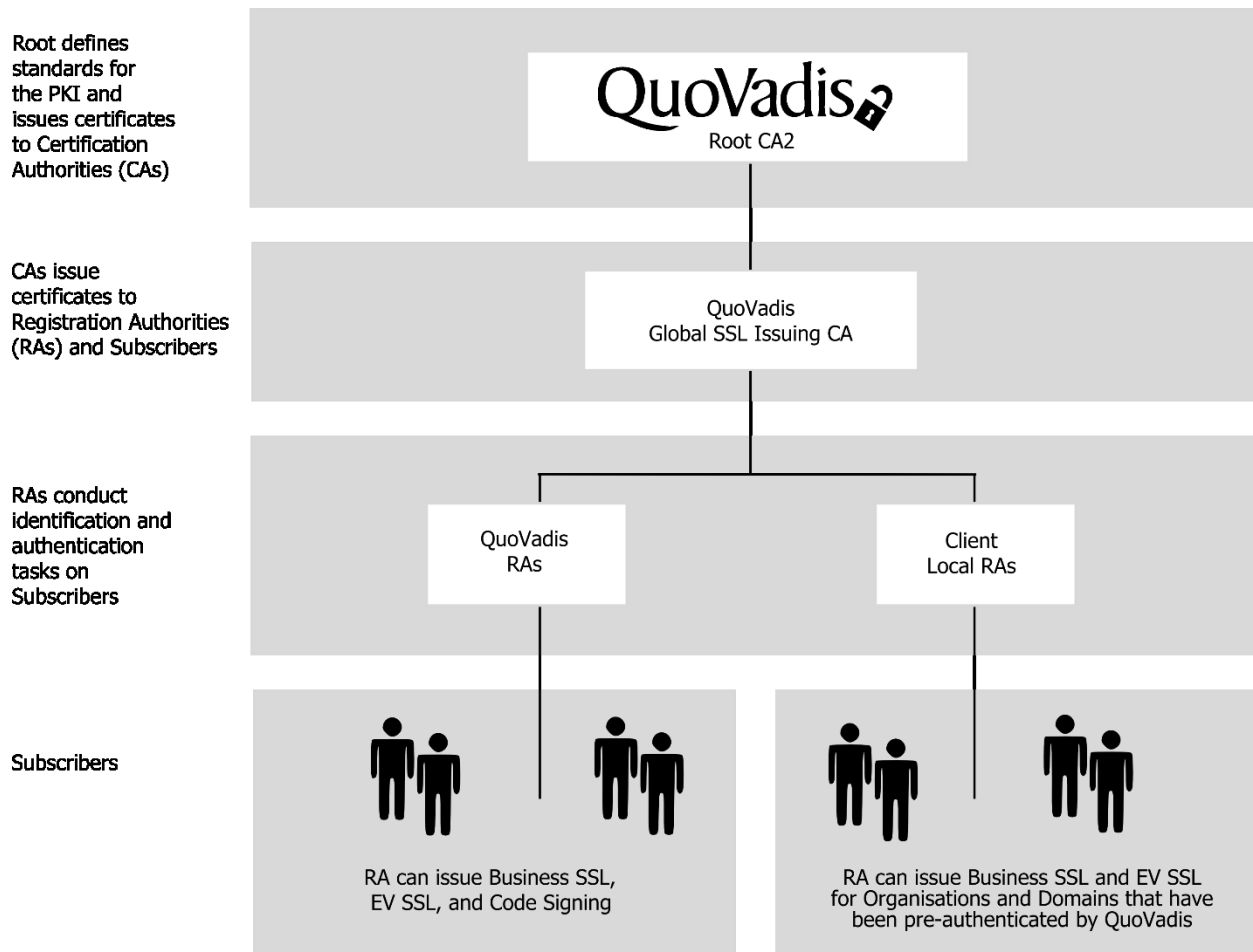 Root defines
standards for
the PKI and
issues certificates
to Certification
Authorities (CAs)
QuoVadis
Root CA2
CAs issue
certificates to
Registration Authorities
(RAs) and Subscribers
QuoVadis
Global SSL Issuing CA
RAs conduct
identification and
authentication
tasks on
Subscribers
QuoVadis
RAs
Client
Local RAs
Subscribers
RA can issue Business SSL,
EV SSL, and Code Signing
RA can issue Business SSL and EV SSL
for Organisations and Domains that have
been pre-authenticated by QuoVadis